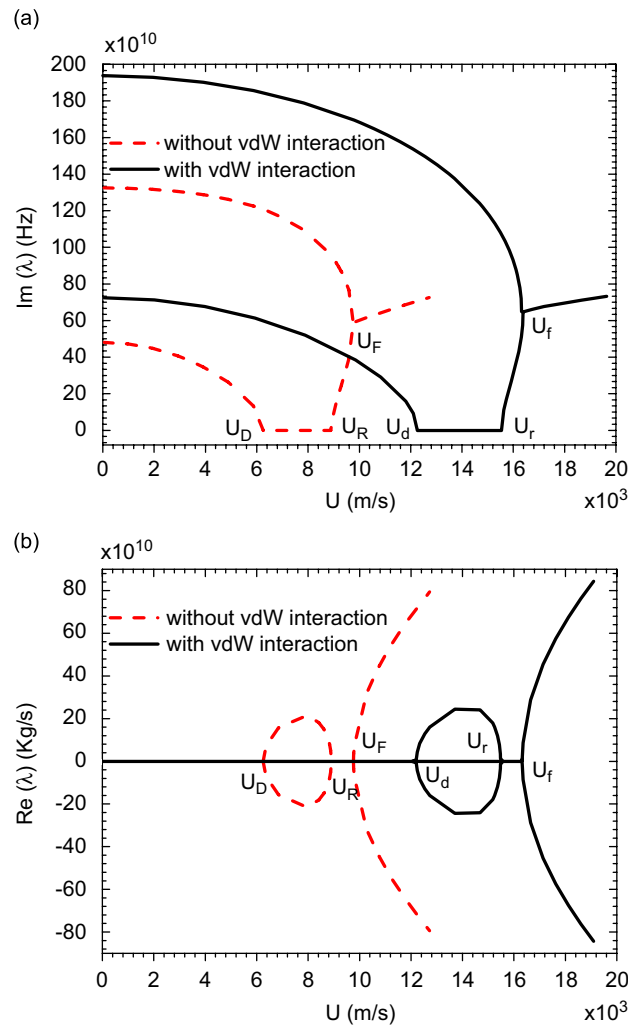 (a)
x10^10
200
180
160
140
120
100
80
60
40
20
0
Im (λ) (Hz)
without vdW interaction
with vdW interaction
U_F
U_f
U_D
U_R
U_d
U_r
0 2 4 6 8 10 12 14 16 18 20
U (m/s)
x10^3
(b)
x10^10
80
60
40
20
0
-20
-40
-60
-80
Re (λ) (Kg/s)
without vdW interaction
with vdW interaction
U_F
U_r
U_D
U_R
U_d
U_f
0 2 4 6 8 10 12 14 16 18 20
U (m/s)
x10^3